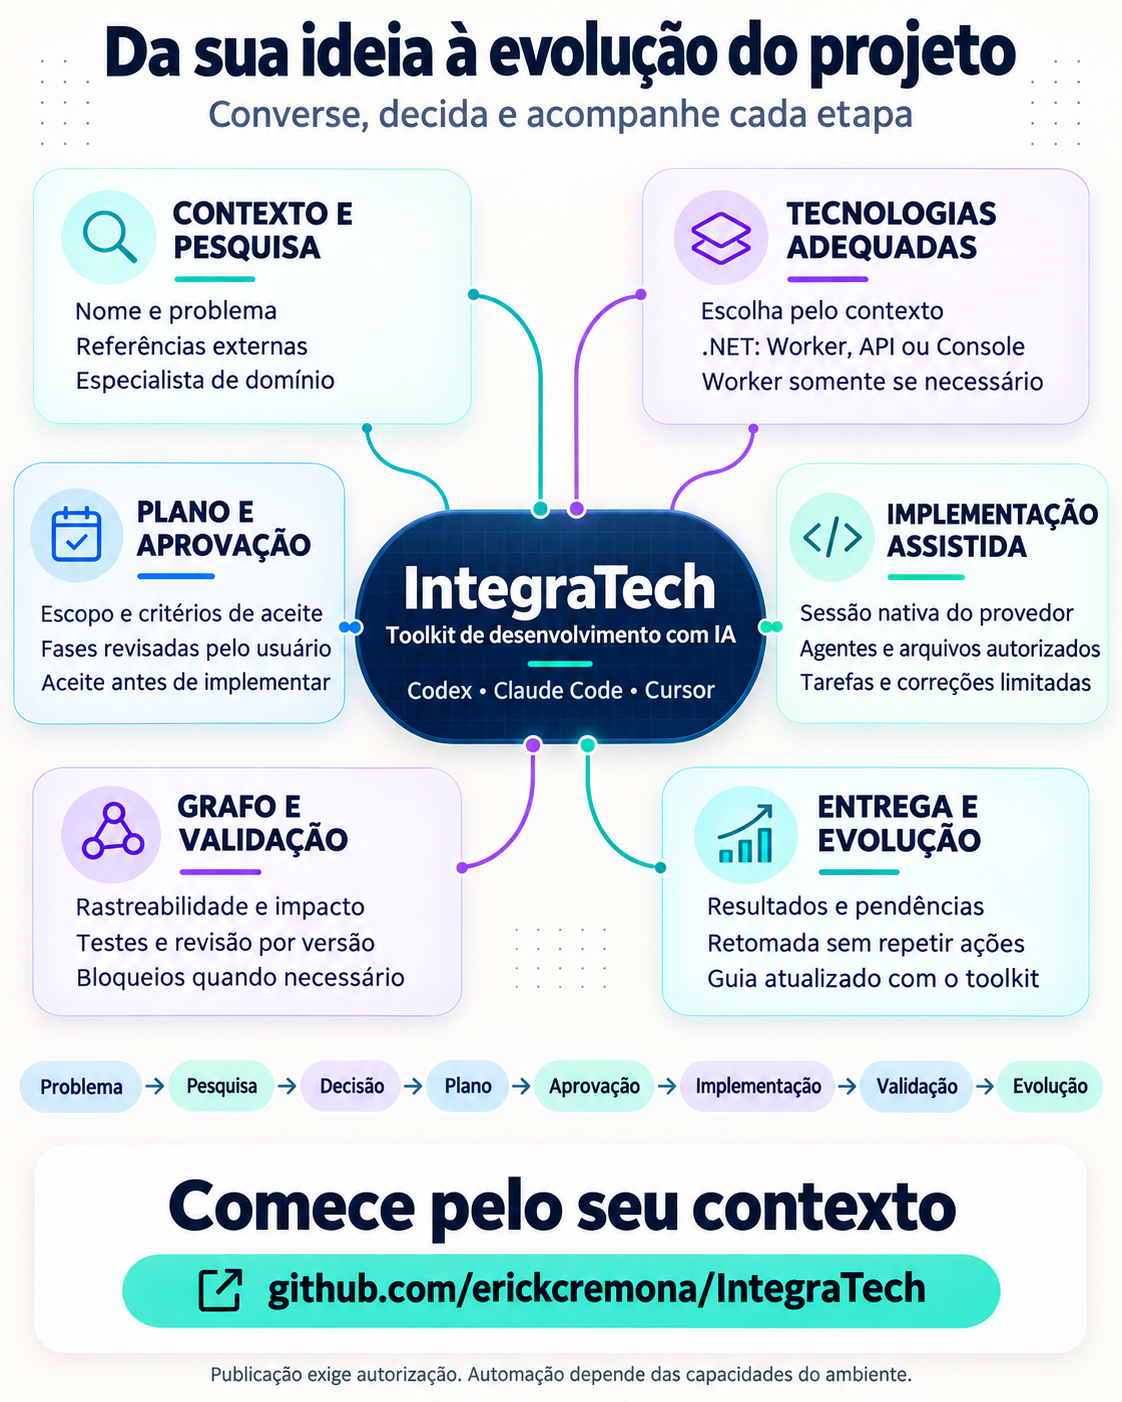 Da sua ideia à evolução do projeto
Converse, decida e acompanhe cada etapa
CONTEXTO E
PESQUISA
Nome e problema
Referências externas
Especialista de domínio
TECNOLOGIAS
ADEQUADAS
Escolha pelo contexto
.NET: Worker, API ou Console
Worker somente se necessário
PLANO E
APROVAÇÃO
Escopo e critérios de aceite
Fases revisadas pelo usuário
Aceite antes de implementar
IntegraTech
Toolkit de desenvolvimento com IA
Codex • Claude Code • Cursor
IMPLEMENTAÇÃO
ASSISTIDA
Sessão nativa do provedor
Agentes e arquivos autorizados
Tarefas e correções limitadas
GRAFO E
VALIDAÇÃO
Rastreabilidade e impacto
Testes e revisão por versão
Bloqueios quando necessário
ENTREGA E
EVOLUÇÃO
Resultados e pendências
Retomada sem repetir ações
Guia atualizado com o toolkit
Problema → Pesquisa → Decisão → Plano → Aprovação → Implementação → Validação → Evolução
Comece pelo seu contexto
github.com/erickcremona/IntegraTech
Publicação exige autorização. Automação depende das capacidades do ambiente.